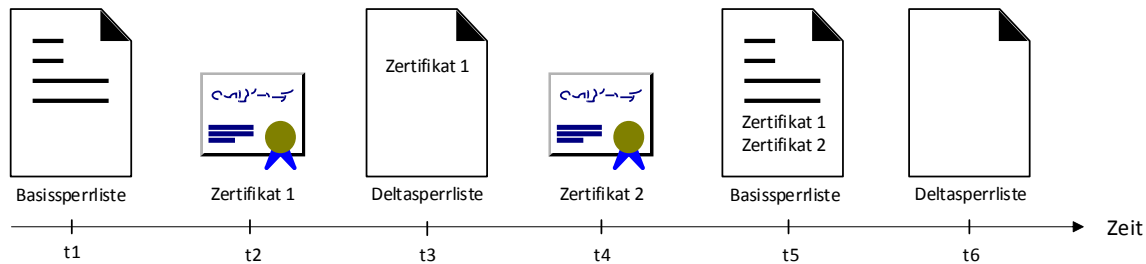 Zertifikat 1
Zertifikat 1
Zertifikat 2
Basissperrliste
Zertifikat 1
Deltasperrliste
Zertifikat 2
Basissperrliste
Deltasperrliste
Zeit
t1
t2
t3
t4
t5
t6